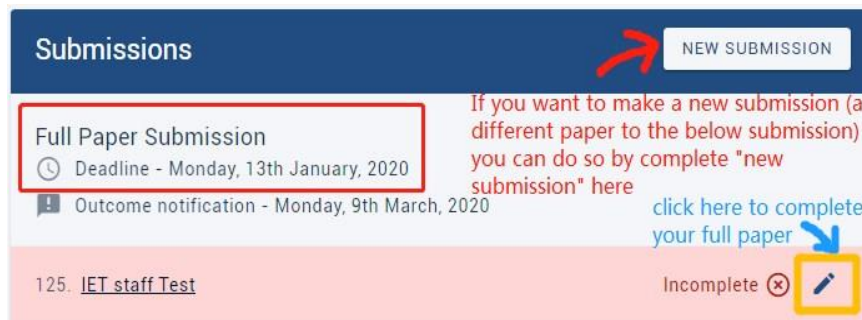 Submissions
NEW SUBMISSION
If you want to make a new submission (a
different paper to the below submission)
you can do so by complete "new
submission" here
Full Paper Submission
Deadline - Monday, 13th January, 2020
Outcome notification - Monday, 9th March, 2020
click here to complete
your full paper
125. IET staff Test
Incomplete